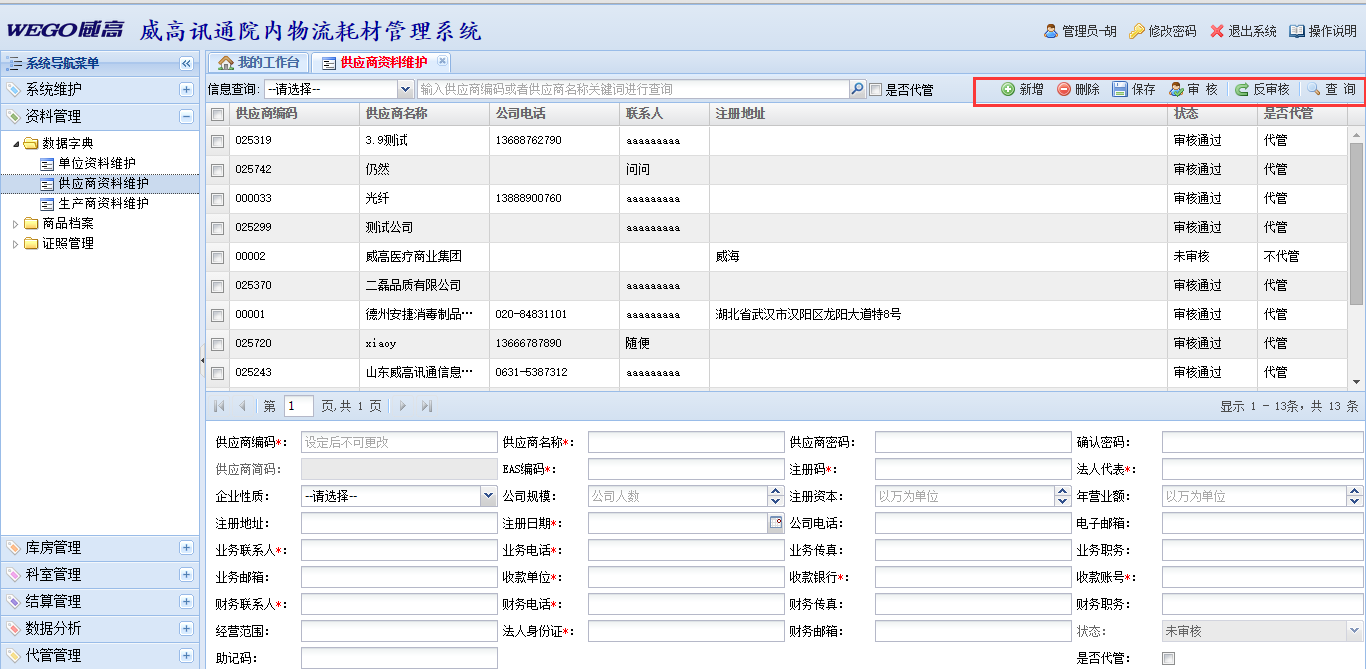 WEGO威高 威高讯通院内物流耗材管理系统
管理员-胡 修改密码 退出系统 操作说明
系统导航菜单
系统维护
资料管理
数据字典
单位资料维护
供应商资料维护
生产商资料维护
商品档案
证照管理
库房管理
科室管理
结算管理
数据分析
代管管理
我的工作台 供应商资料维护
信息查询: --请选择-- 输入供应商编码或者供应商名称关键词进行查询 是否代管 新增 删除 保存 审 核 反审核 查 询
供应商编码 供应商名称 公司电话 联系人 注册地址 状态 是否代管
025319 3.9测试 13688762790 aaaaaaaaa 审核通过 代管
025742 仍然 问问 审核通过 代管
000033 光纤 13888900760 aaaaaaaaa 审核通过 代管
025299 测试公司 aaaaaaaaa 审核通过 代管
00002 威高医疗商业集团 威海 未审核 不代管
025370 二磊品质有限公司 aaaaaaaaa 审核通过 代管
00001 德州安捷消毒制品… 020-84831101 aaaaaaaaa 湖北省武汉市汉阳区龙阳大道特8号 审核通过 代管
025720 xiaoy 13666787890 随便 审核通过 代管
025243 山东威高讯通信息… 0631-5387312 aaaaaaaaa 审核通过 代管
第 1 页,共 1 页 显示 1 - 13条，共 13 条
供应商编码*: 设定后不可更改 供应商名称*: 供应商密码: 确认密码:
供应商简码: EAS编码*: 注册码*: 法人代表*:
企业性质: --请选择-- 公司规模: 公司人数 注册资本: 以万为单位 年营业额: 以万为单位
注册地址: 注册日期*: 公司电话: 电子邮箱:
业务联系人*: 业务电话*: 业务传真: 业务职务:
业务邮箱: 收款单位*: 收款银行*: 收款账号*:
财务联系人*: 财务电话*: 财务传真: 财务职务:
经营范围: 法人身份证*: 财务邮箱: 状态: 未审核
助记码: 是否代管: